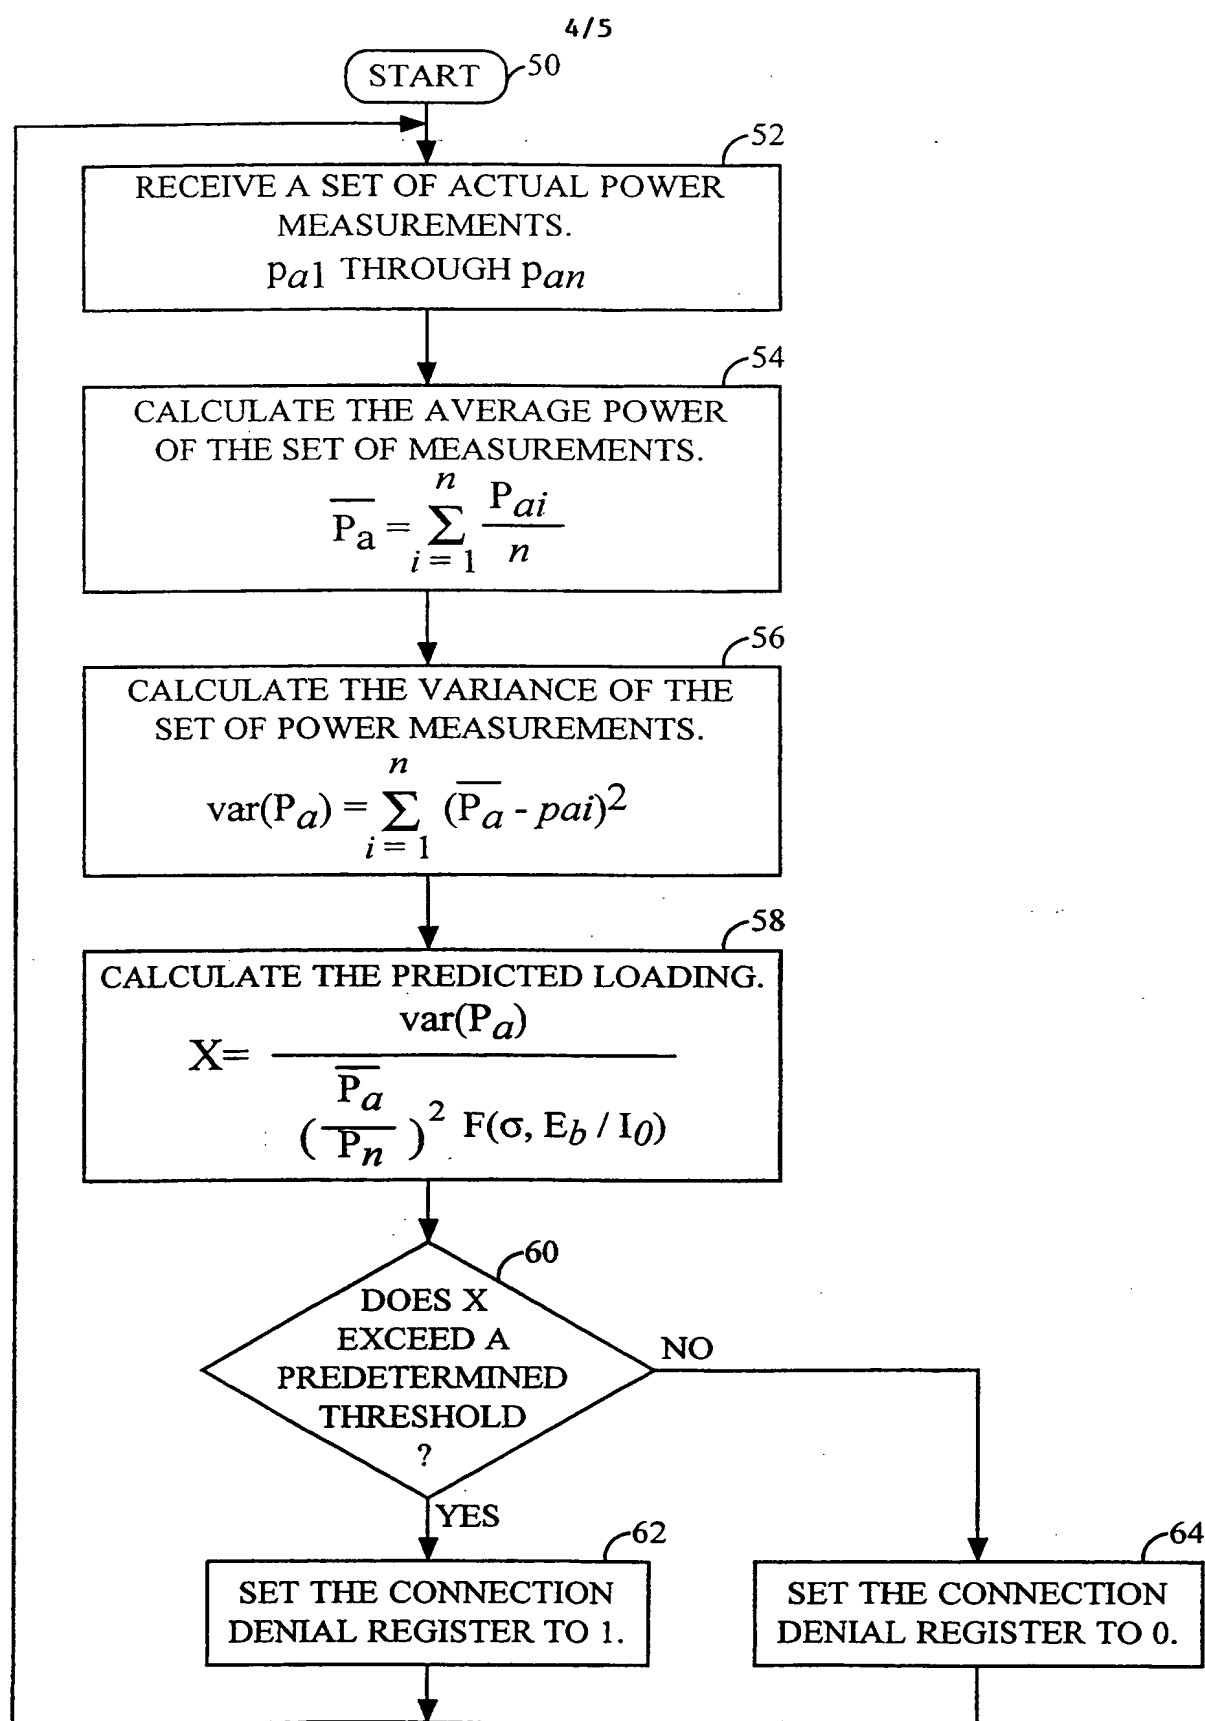 4/5
START
50
52
RECEIVE A SET OF ACTUAL POWER
MEASUREMENTS.
pa1 THROUGH pan
54
CALCULATE THE AVERAGE POWER
OF THE SET OF MEASUREMENTS.
n
P̅a̅ = ∑ Pai / n
i = 1
56
CALCULATE THE VARIANCE OF THE
SET OF POWER MEASUREMENTS.
n
var(Pa) = ∑ (P̅a̅ - pai)²
i = 1
58
CALCULATE THE PREDICTED LOADING.
var(Pa)
X=
P̅a̅
( Pn )² F(σ, Eb / I0)
60
DOES X
EXCEED A
PREDETERMINED
THRESHOLD
?
NO
YES
62
SET THE CONNECTION
DENIAL REGISTER TO 1.
64
SET THE CONNECTION
DENIAL REGISTER TO 0.